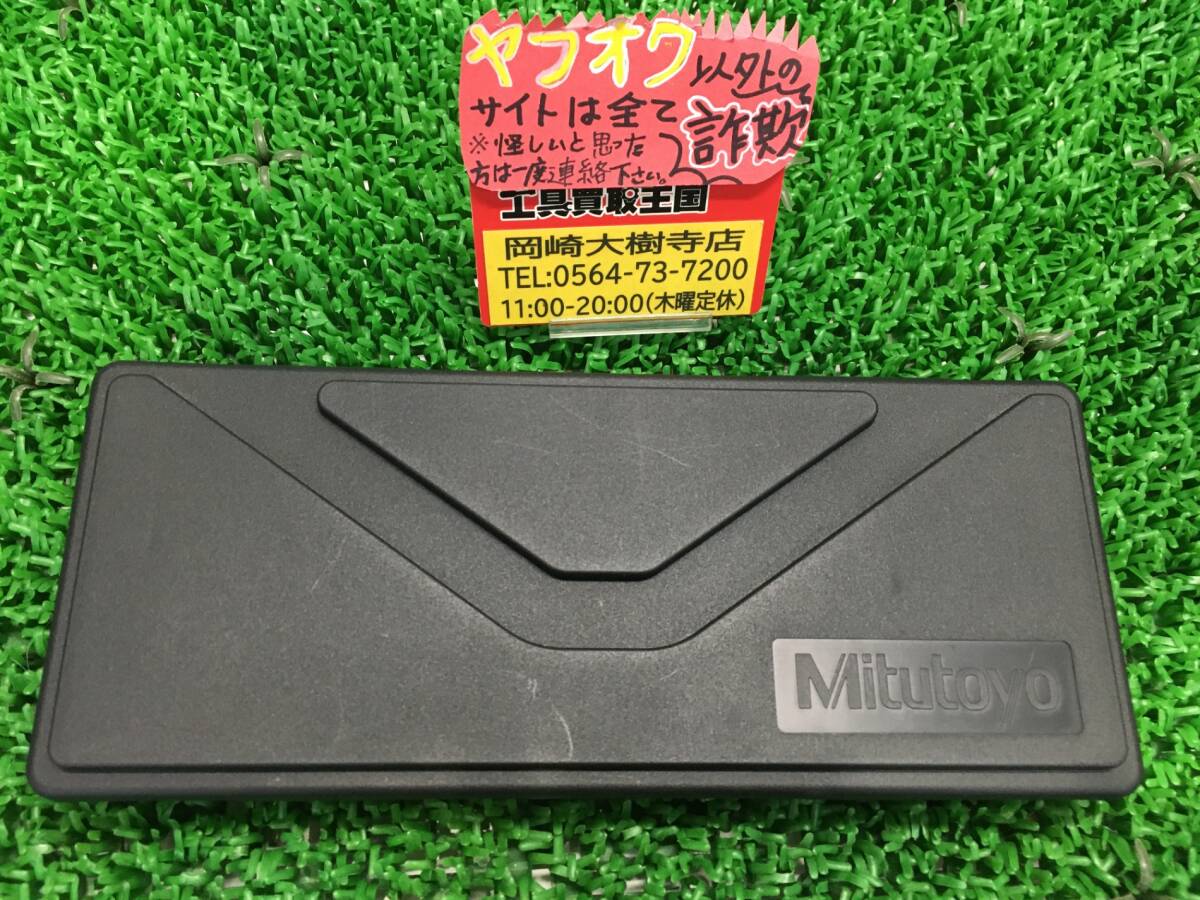 ヤフオク以外の
サイトは全て詐欺
※怪しいと思った
方は一度連絡下さい。
工具買取王国
岡崎大樹寺店
TEL:0564-73-7200
11:00-20:00(木曜定休)
Mitutoyo